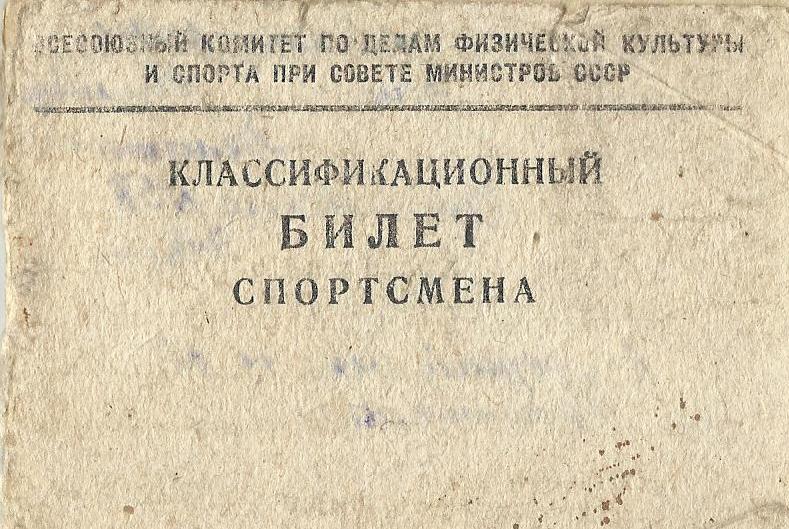 ВСЕСОЮЗНЫЙ КОМИТЕТ ПО ДЕЛАМ ФИЗИЧЕСКОЙ КУЛЬТУРЫ
И СПОРТА ПРИ СОВЕТЕ МИНИСТРОВ СССР
КЛАССИФИКАЦИОННЫЙ
БИЛЕТ
СПОРТСМЕНА